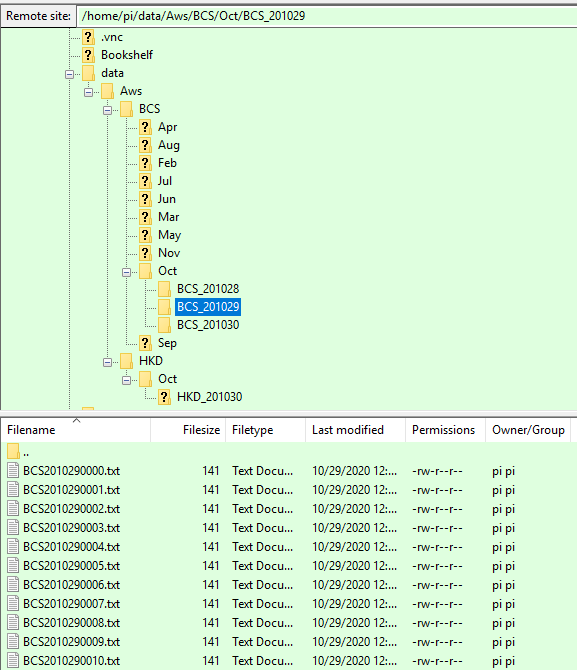 Remote site: /home/pi/data/Aws/BCS/Oct/BCS_201029
.vnc
Bookshelf
data
Aws
BCS
Apr
Aug
Feb
Jul
Jun
Mar
May
Nov
Oct
BCS_201028
BCS_201029
BCS_201030
Sep
HKD
Oct
HKD_201030
Filename Filesize Filetype Last modified Permissions Owner/Group
..
BCS2010290000.txt 141 Text Docu... 10/29/2020 12:... -rw-r--r-- pi pi
BCS2010290001.txt 141 Text Docu... 10/29/2020 12:... -rw-r--r-- pi pi
BCS2010290002.txt 141 Text Docu... 10/29/2020 12:... -rw-r--r-- pi pi
BCS2010290003.txt 141 Text Docu... 10/29/2020 12:... -rw-r--r-- pi pi
BCS2010290004.txt 141 Text Docu... 10/29/2020 12:... -rw-r--r-- pi pi
BCS2010290005.txt 141 Text Docu... 10/29/2020 12:... -rw-r--r-- pi pi
BCS2010290006.txt 141 Text Docu... 10/29/2020 12:... -rw-r--r-- pi pi
BCS2010290007.txt 141 Text Docu... 10/29/2020 12:... -rw-r--r-- pi pi
BCS2010290008.txt 141 Text Docu... 10/29/2020 12:... -rw-r--r-- pi pi
BCS2010290009.txt 141 Text Docu... 10/29/2020 12:... -rw-r--r-- pi pi
BCS2010290010.txt 141 Text Docu... 10/29/2020 12:... -rw-r--r-- pi pi